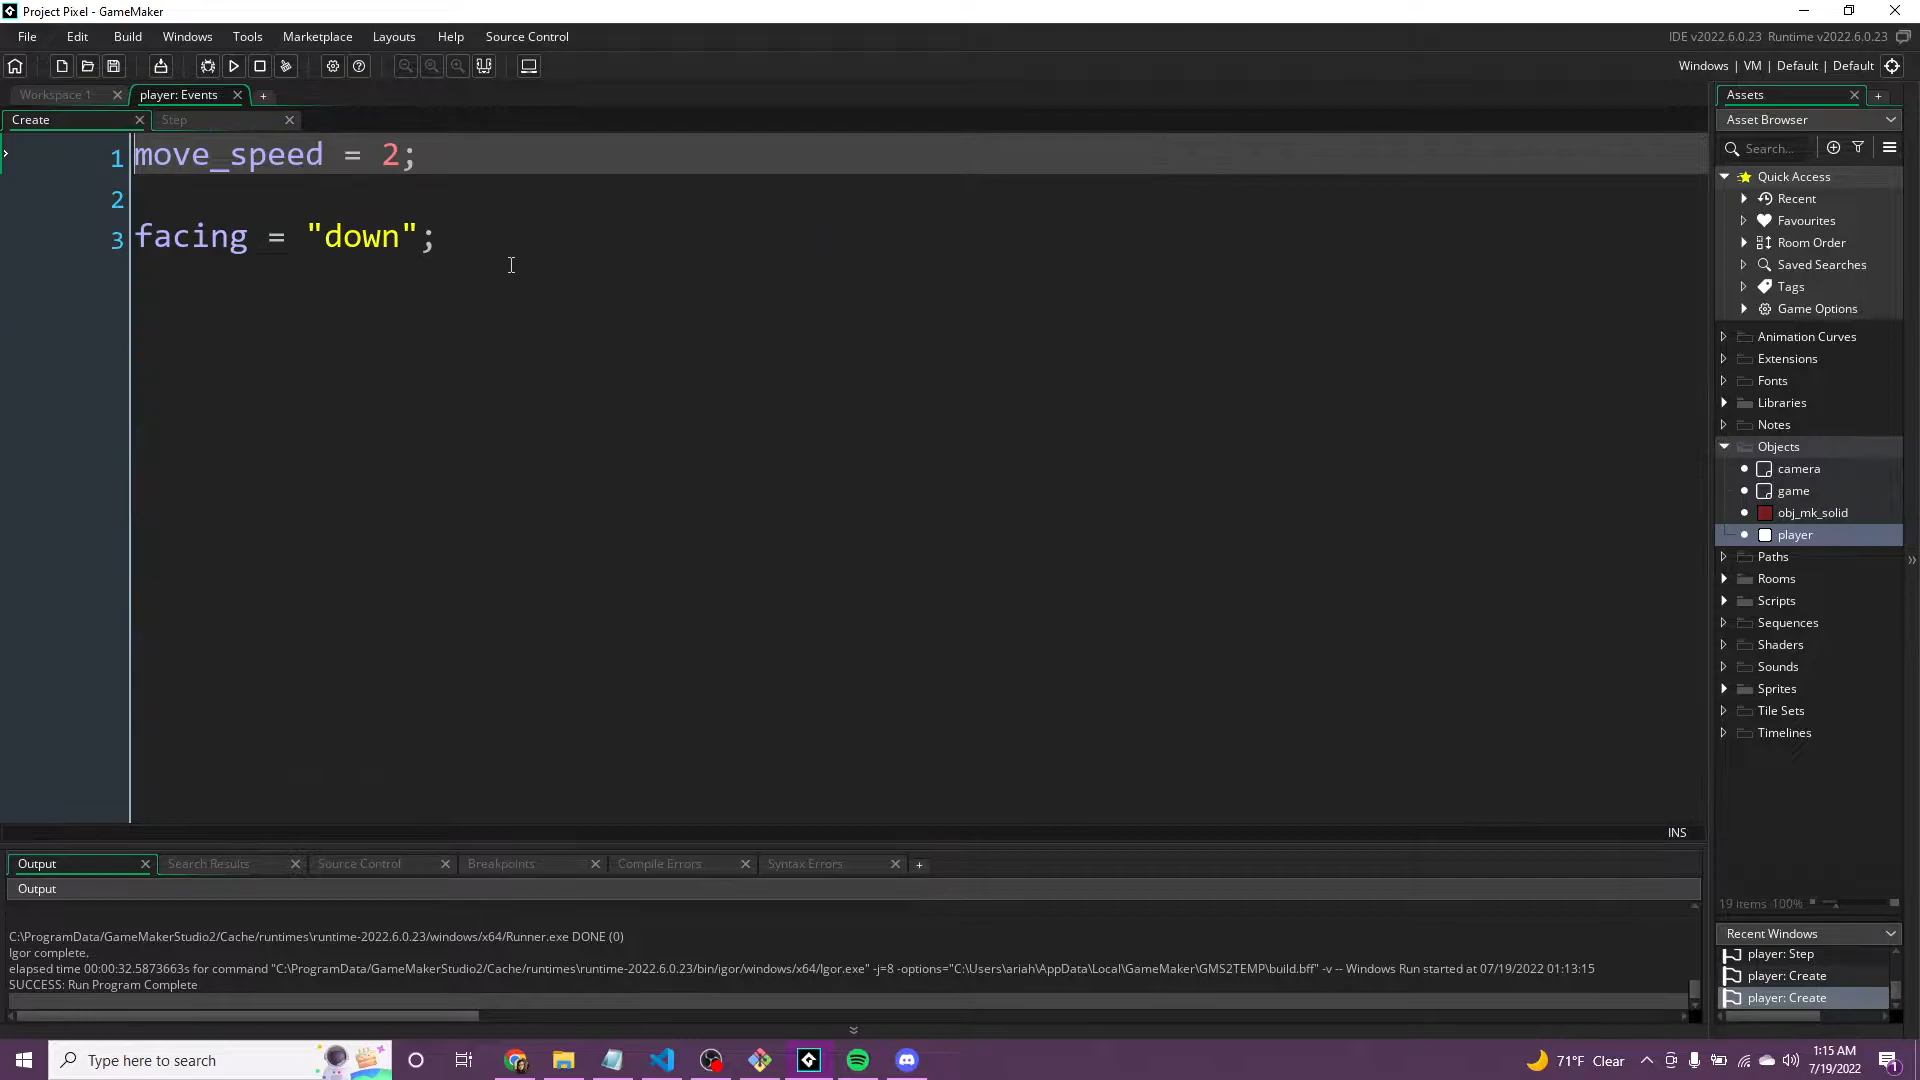 Project Pixel - GameMaker
File Edit Build Windows Tools Marketplace Layouts Help Source Control
IDE v2022.6.0.23 Runtime v2022.6.0.23
Windows | VM | Default | Default
Workspace 1
player: Events
Assets
Create
Step
Asset Browser
1 move_speed = 2;
2
3 facing = "down";
Search...
Quick Access
Recent
Favourites
Room Order
Saved Searches
Tags
Game Options
Animation Curves
Extensions
Fonts
Libraries
Notes
Objects
camera
game
obj_mk_solid
player
Paths
Rooms
Scripts
Sequences
Shaders
Sounds
Sprites
Tile Sets
Timelines
INS
Output
Search Results
Source Control
Breakpoints
Compile Errors
Syntax Errors
Output
19 items 100%
C:\ProgramData/GameMakerStudio2/Cache/runtimes\runtime-2022.6.0.23/windows/x64/Runner.exe DONE (0)
Igor complete.
elapsed time 00:00:32.5873663s for command "C:\ProgramData/GameMakerStudio2/Cache/runtimes\runtime-2022.6.0.23/bin/igor/windows/x64/Igor.exe" -j=8 -options="C:\Users\ariah\AppData\Local\GameMaker\GMS2TEMP\build.bff" -v -- Windows Run started at 07/19/2022 01:13:15
SUCCESS: Run Program Complete
Recent Windows
player: Step
player: Create
player: Create
Type here to search
71°F Clear
1:15 AM
7/19/2022
1